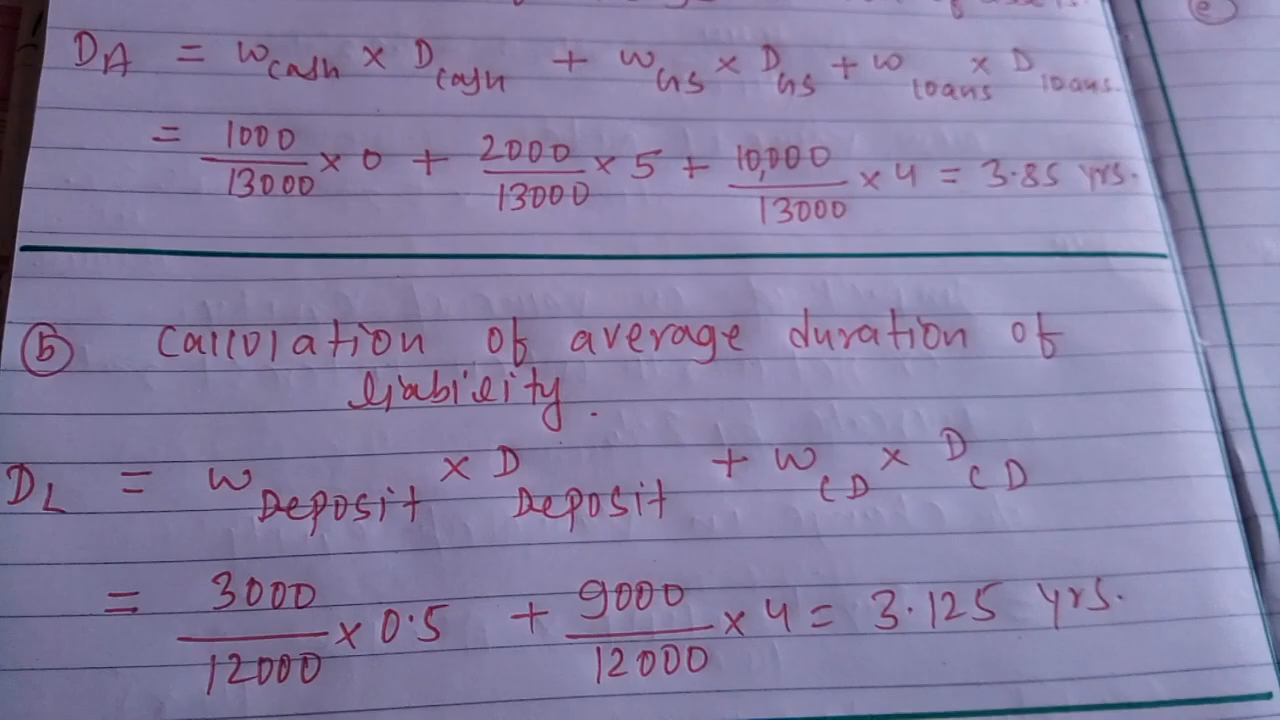 DA = Wcash × Dcash + WGS × DGS + Wloans × Dloans.
= 1000/13000 × 0 + 2000/13000 × 5 + 10,000/13000 × 4 = 3.85 yrs.
(b) Calculation of average duration of
liability.
DL = WDeposit × DDeposit + WCD × DCD
= 3000/12000 × 0.5 + 9000/12000 × 4 = 3.125 yrs.